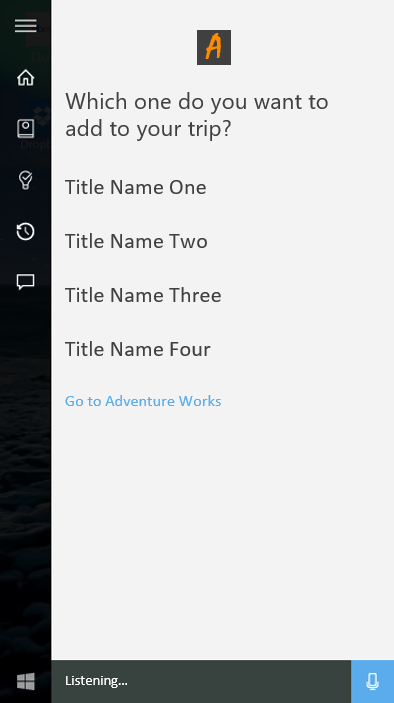 A
Which one do you want to
add to your trip?
Title Name One
Title Name Two
Title Name Three
Title Name Four
Go to Adventure Works
Listening...